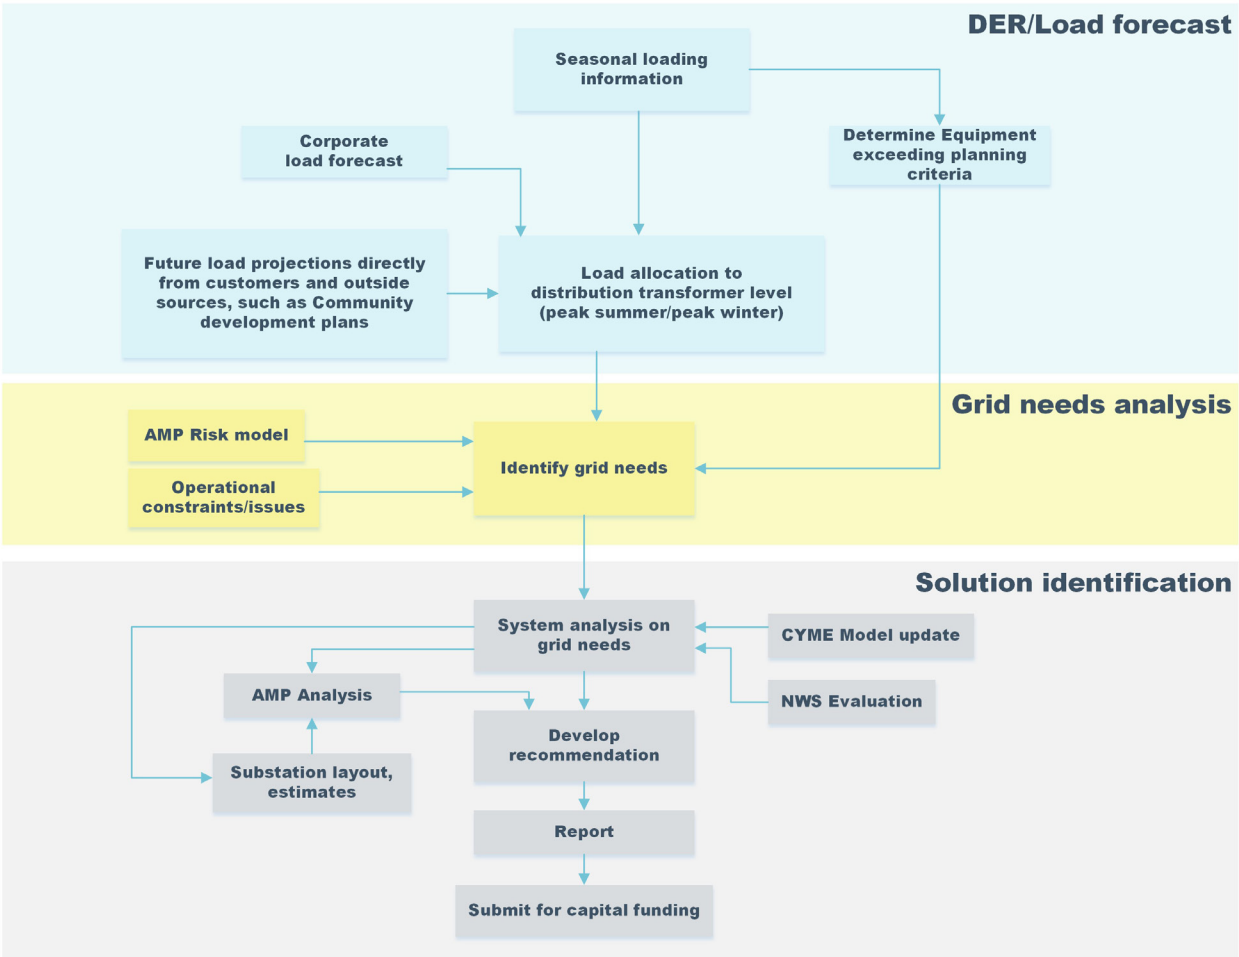 DER/Load forecast
Seasonal loading
information
Corporate
load forecast
Determine Equipment
exceeding planning
criteria
Future load projections directly
from customers and outside
sources, such as Community
development plans
Load allocation to
distribution transformer level
(peak summer/peak winter)
Grid needs analysis
AMP Risk model
Identify grid needs
Operational
constraints/issues
Solution identification
System analysis on
grid needs
CYME Model update
AMP Analysis
NWS Evaluation
Develop
recommendation
Substation layout,
estimates
Report
Submit for capital funding